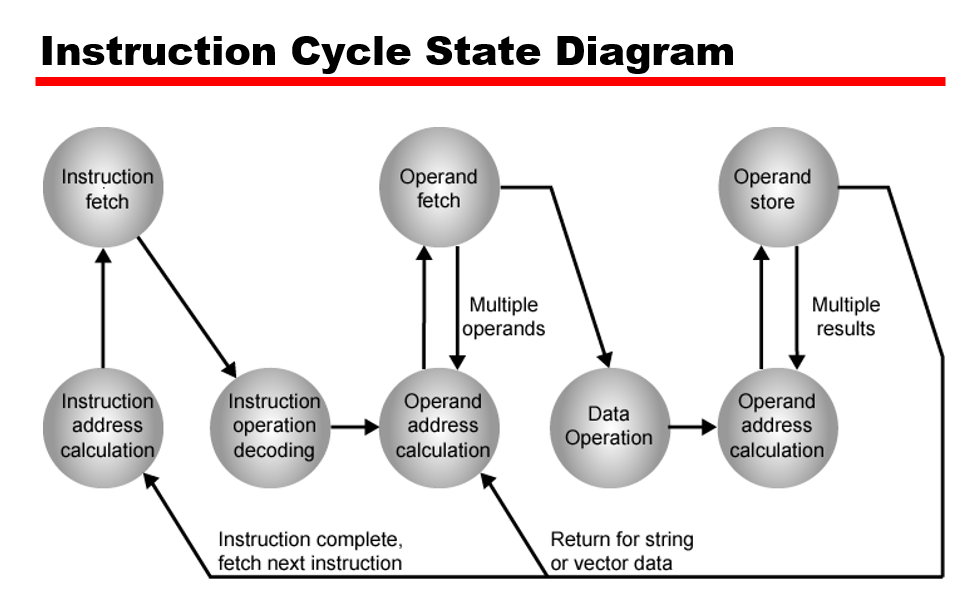 Instruction Cycle State Diagram
Instruction
fetch
Operand
fetch
Operand
store
Multiple
operands
Multiple
results
Instruction
address
calculation
Instruction
operation
decoding
Operand
address
calculation
Data
Operation
Operand
address
calculation
Instruction complete,
fetch next instruction
Return for string
or vector data